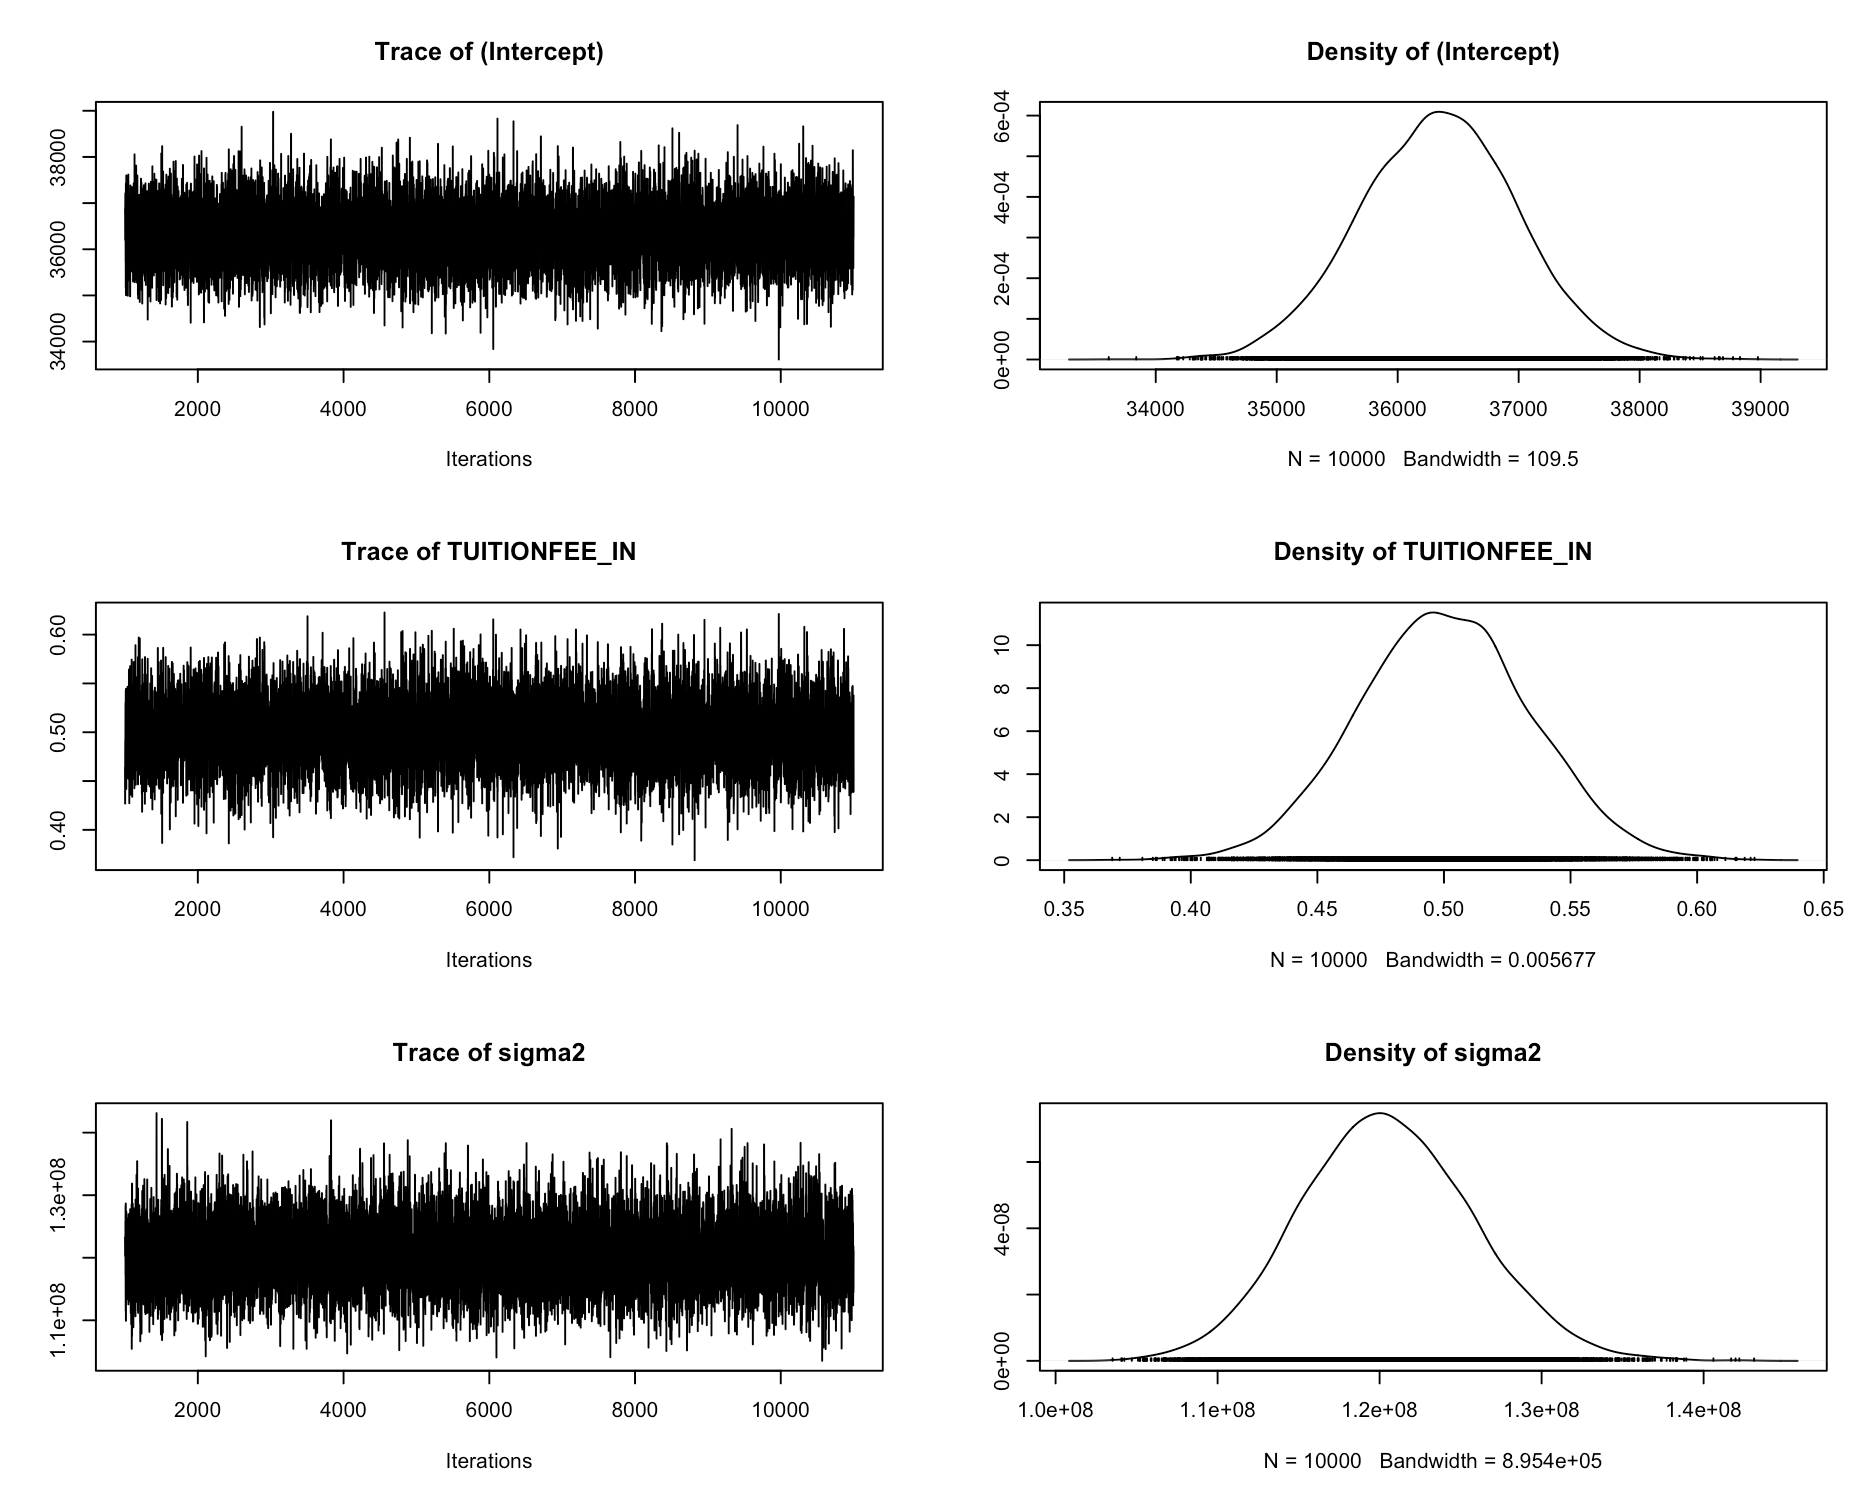 Trace of (Intercept)
38000
36000
34000
2000 4000 6000 8000 10000
Iterations
Density of (Intercept)
6e-04
4e-04
2e-04
0e+00
34000 35000 36000 37000 38000 39000
N = 10000 Bandwidth = 109.5
Trace of TUITIONFEE_IN
0.60
0.50
0.40
2000 4000 6000 8000 10000
Iterations
Density of TUITIONFEE_IN
10
8
6
4
2
0
0.35 0.40 0.45 0.50 0.55 0.60 0.65
N = 10000 Bandwidth = 0.005677
Trace of sigma2
1.3e+08
1.1e+08
2000 4000 6000 8000 10000
Iterations
Density of sigma2
4e-08
0e+00
1.0e+08 1.1e+08 1.2e+08 1.3e+08 1.4e+08
N = 10000 Bandwidth = 8.954e+05